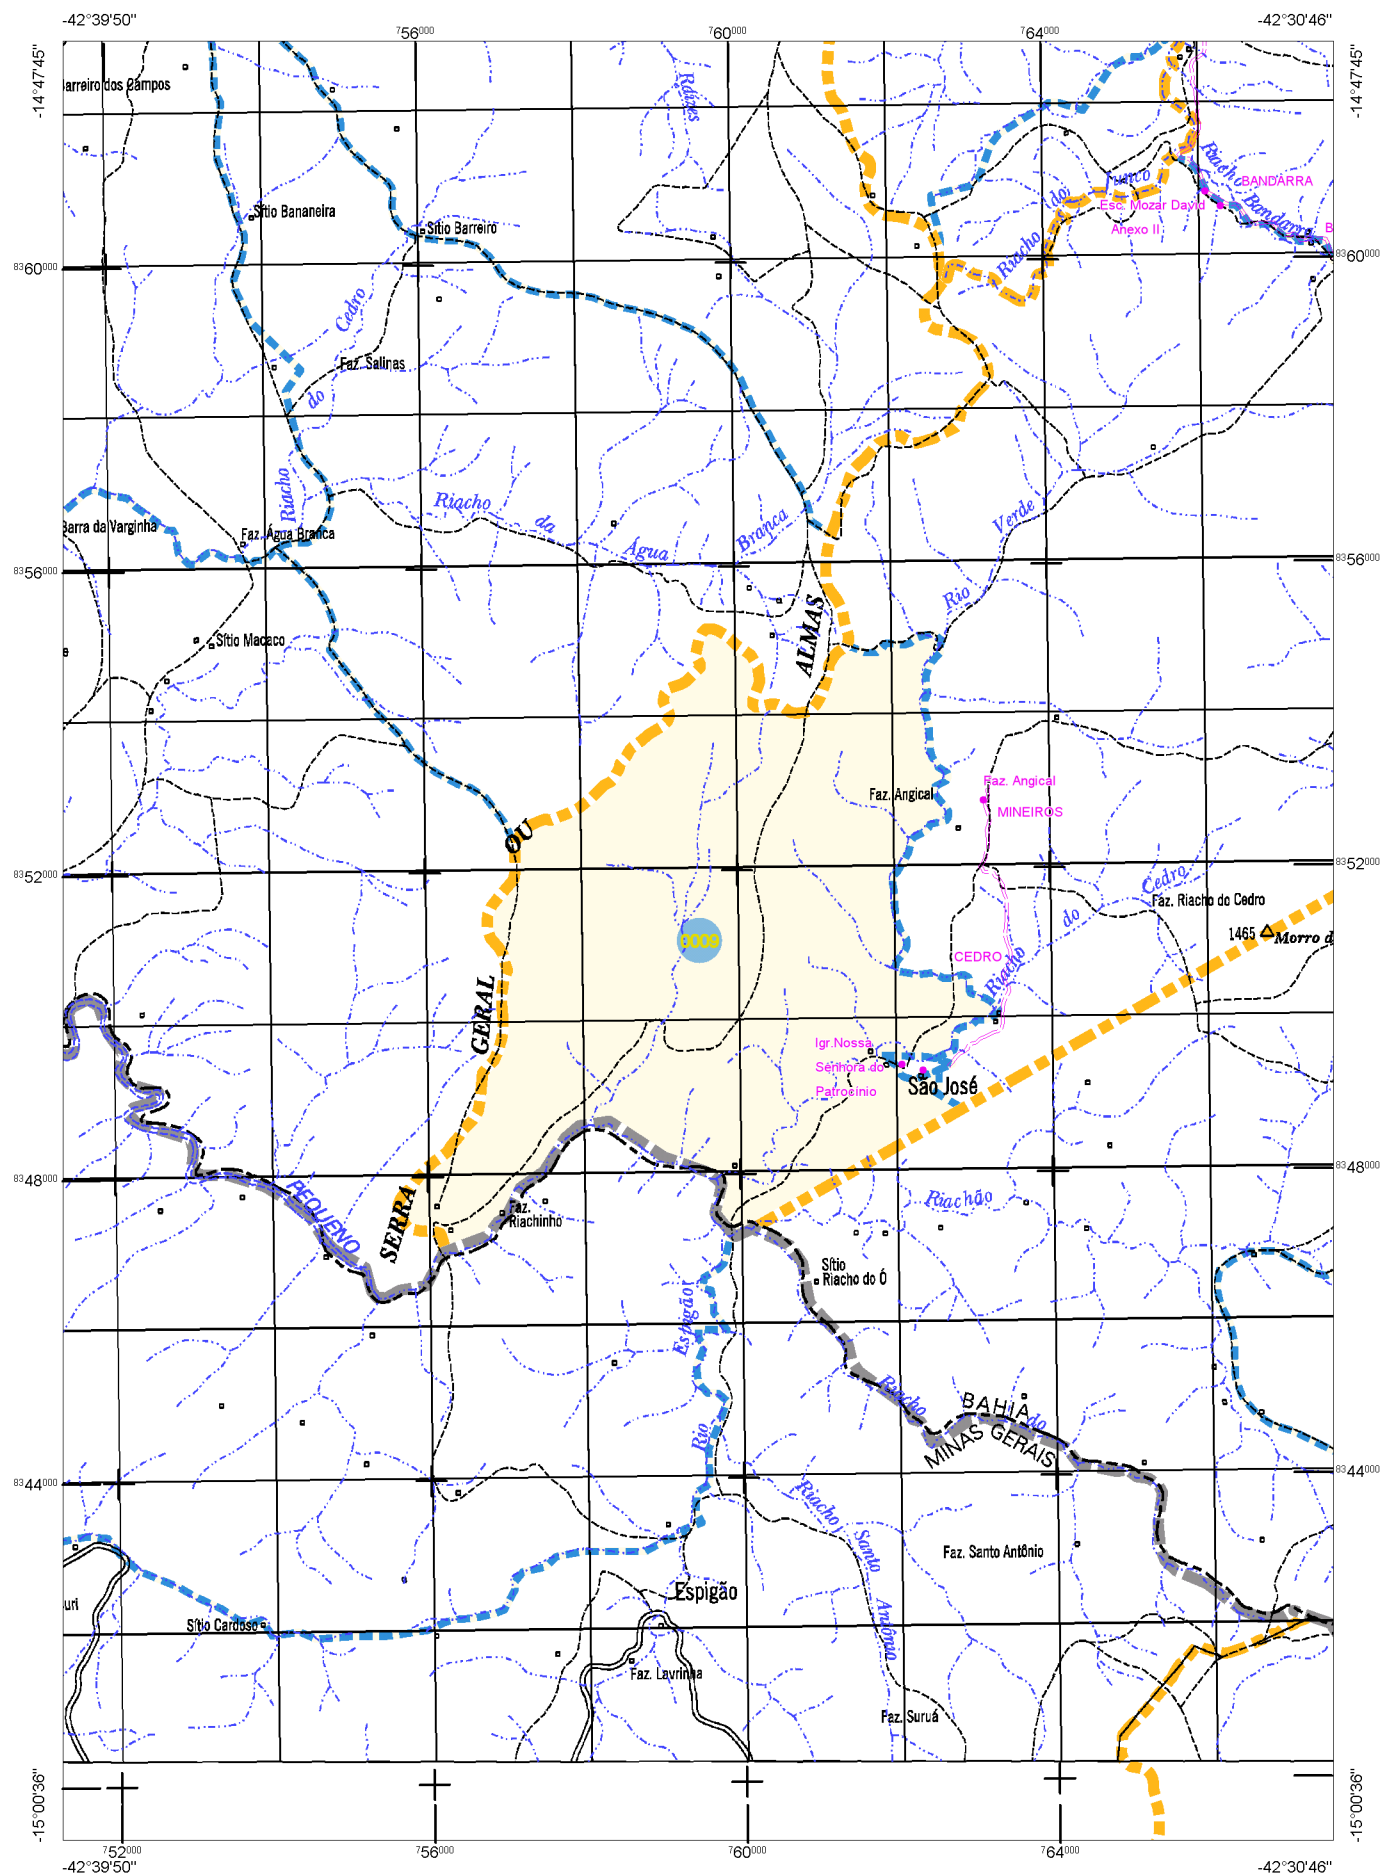 -42°39'50"
-42°30'46"
756000
760000
764000
-14°47'45"
-14°47'45"
Barreiro dos Campos
Raízes
Riacho
BANDARRA
Junco
do
Esc. Mozar David
Anexo II
Bandarra
B
Sítio Bananeira
Sítio Barreiro
Riacho
8360000
8360000
Cedro
Faz. Salinas
do
Riacho
Riacho
da
Água
Branca
Verde
Barra da Varginha
Faz. Água Branca
8356000
8356000
Rio
ALMAS
Sítio Macaco
Faz. Angical
Faz. Angical
MINEIROS
OU
8352000
8352000
Cedro
Faz. Riacho do Cedro
do
1465
Morro d
0009
CEDRO
Riacho
GERAL
Igr.Nossa
Senhora do
Patrocínio
São José
8348000
8348000
PEQUENO
SERRA
Faz.
Riachinho
Riachão
Sítio
Riacho do Ó
Espigãor
Riacho
do
BAHIA
MINAS GERAIS
Rio
8344000
8344000
Riacho
Santo
Antônio
Faz. Santo Antônio
Espigão
uri
Sítio Cardoso
Faz. Lavrinha
Faz. Suruá
-15°00'36"
-15°00'36"
752000
756000
760000
764000
-42°39'50"
-42°30'46"